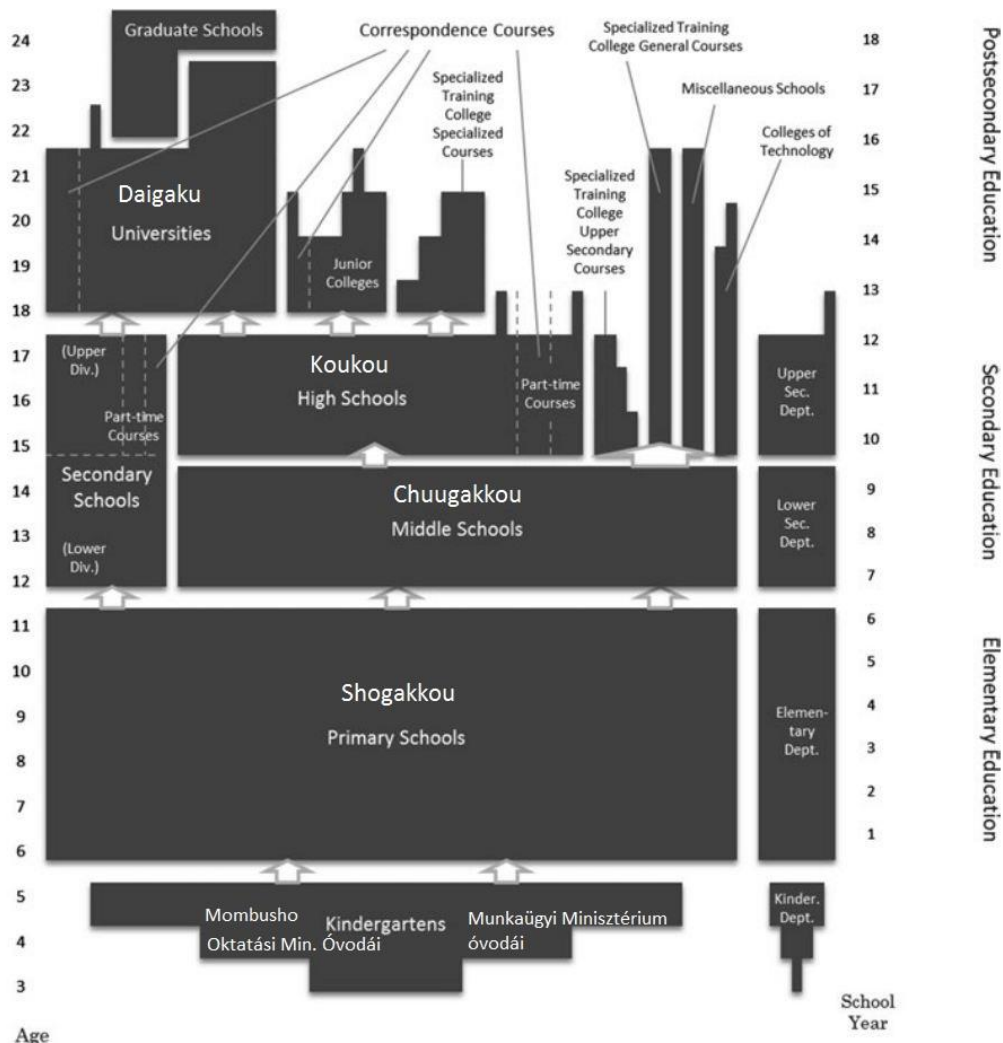 24
23
22
21
20
19
18
17
16
15
14
13
12
11
10
9
8
7
6
5
4
3
Age
Graduate Schools
Correspondence Courses
Specialized
Training
College
Specialized
Courses
Specialized Training
College General Courses
Miscellaneous Schools
Colleges of
Technology
Specialized
Training
College
Upper
Secondary
Courses
Daigaku
Universities
Junior
Colleges
(Upper
Div.)
Part-time
Courses
Secondary
Schools
(Lower
Div.)
Koukou
High Schools
Part-time
Courses
Upper
Sec.
Dept.
Chuugakkou
Middle Schools
Lower
Sec.
Dept.
Shogakkou
Primary Schools
Elemen-
tary
Dept.
Mombusho
Oktatási Min. Óvodái
Kindergartens
Munkaügyi Minisztérium
óvodái
Kinder.
Dept.
18
17
16
15
14
13
12
11
10
9
8
7
6
5
4
3
2
1
School
Year
Postsecondary Education
Secondary Education
Elementary Education